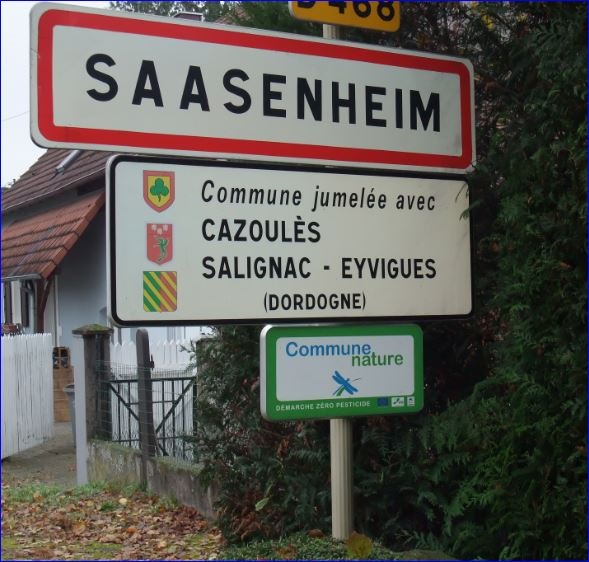 D 468
SAASENHEIM
Commune jumelée avec
CAZOULÈS
SALIGNAC - EYVIGUES
(DORDOGNE)
Commune
nature
DÉMARCHE ZÉRO PESTICIDE